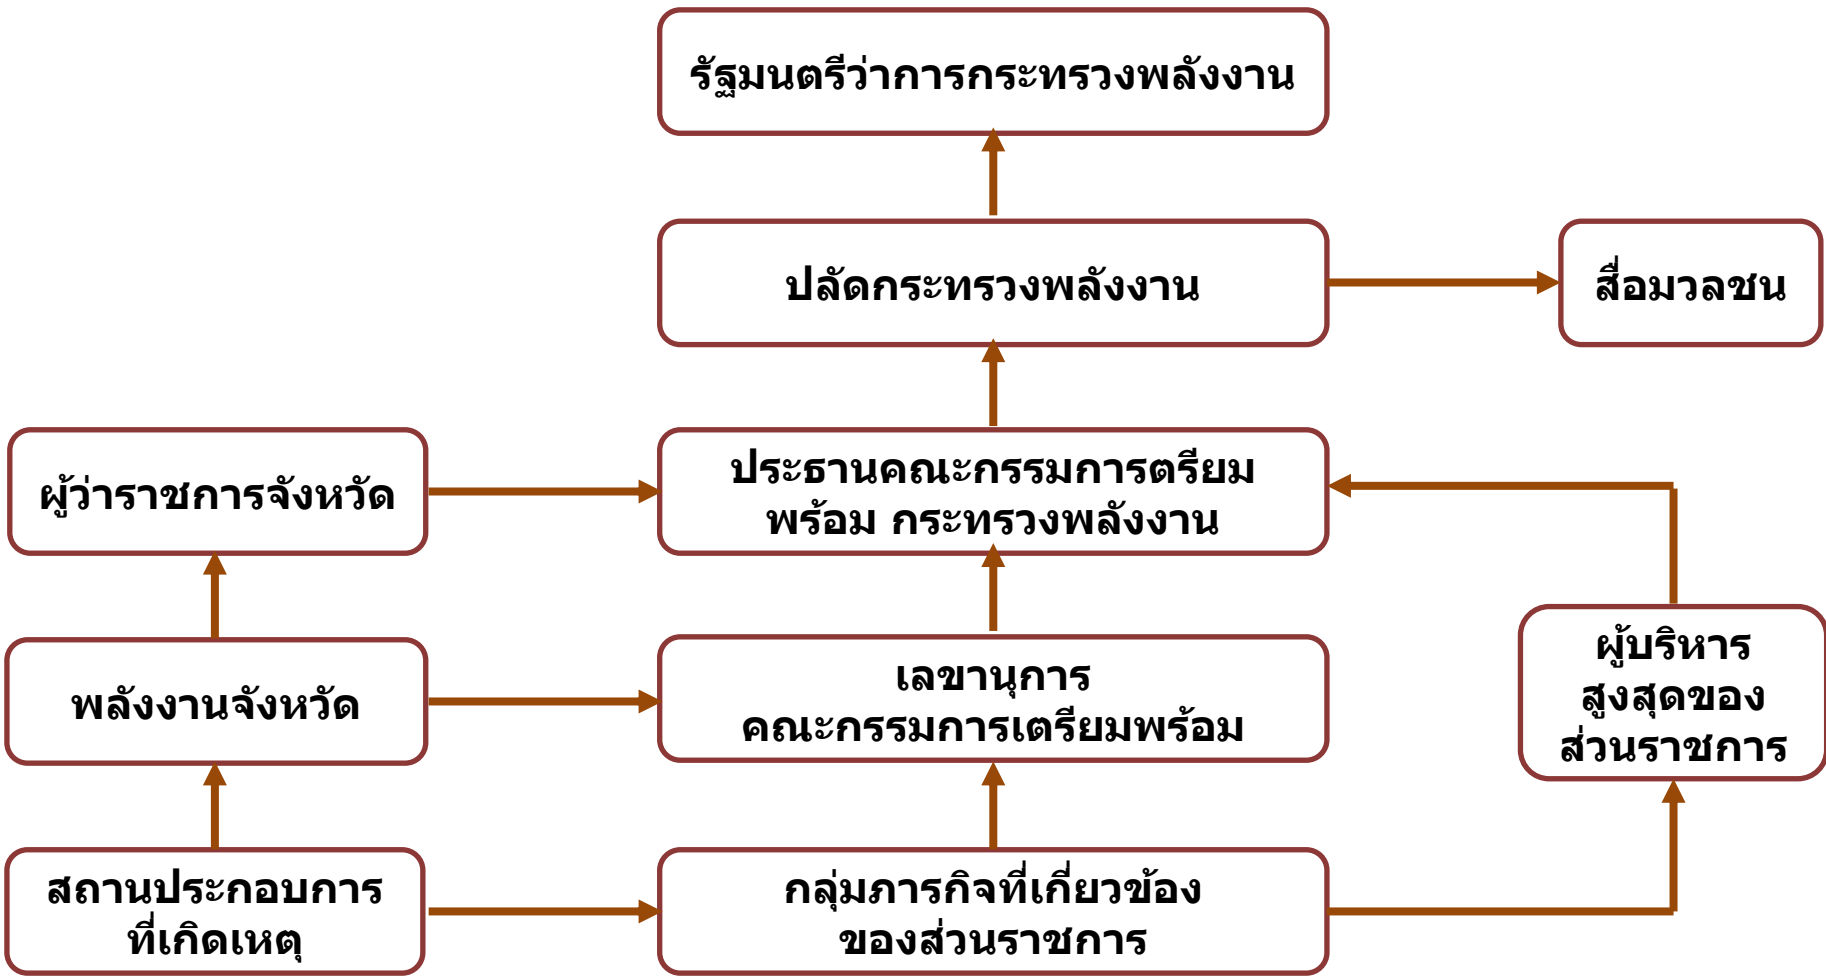 รัฐมนตรีว่าการกระทรวงพลังงาน
ปลัดกระทรวงพลังงาน
สื่อมวลชน
ผู้ว่าราชการจังหวัด
ประธานคณะกรรมการตรียม
พร้อม กระทรวงพลังงาน
พลังงานจังหวัด
เลขานุการ
คณะกรรมการเตรียมพร้อม
ผู้บริหาร
สูงสุดของ
ส่วนราชการ
สถานประกอบการ
ที่เกิดเหตุ
กลุ่มภารกิจที่เกี่ยวข้อง
ของส่วนราชการ